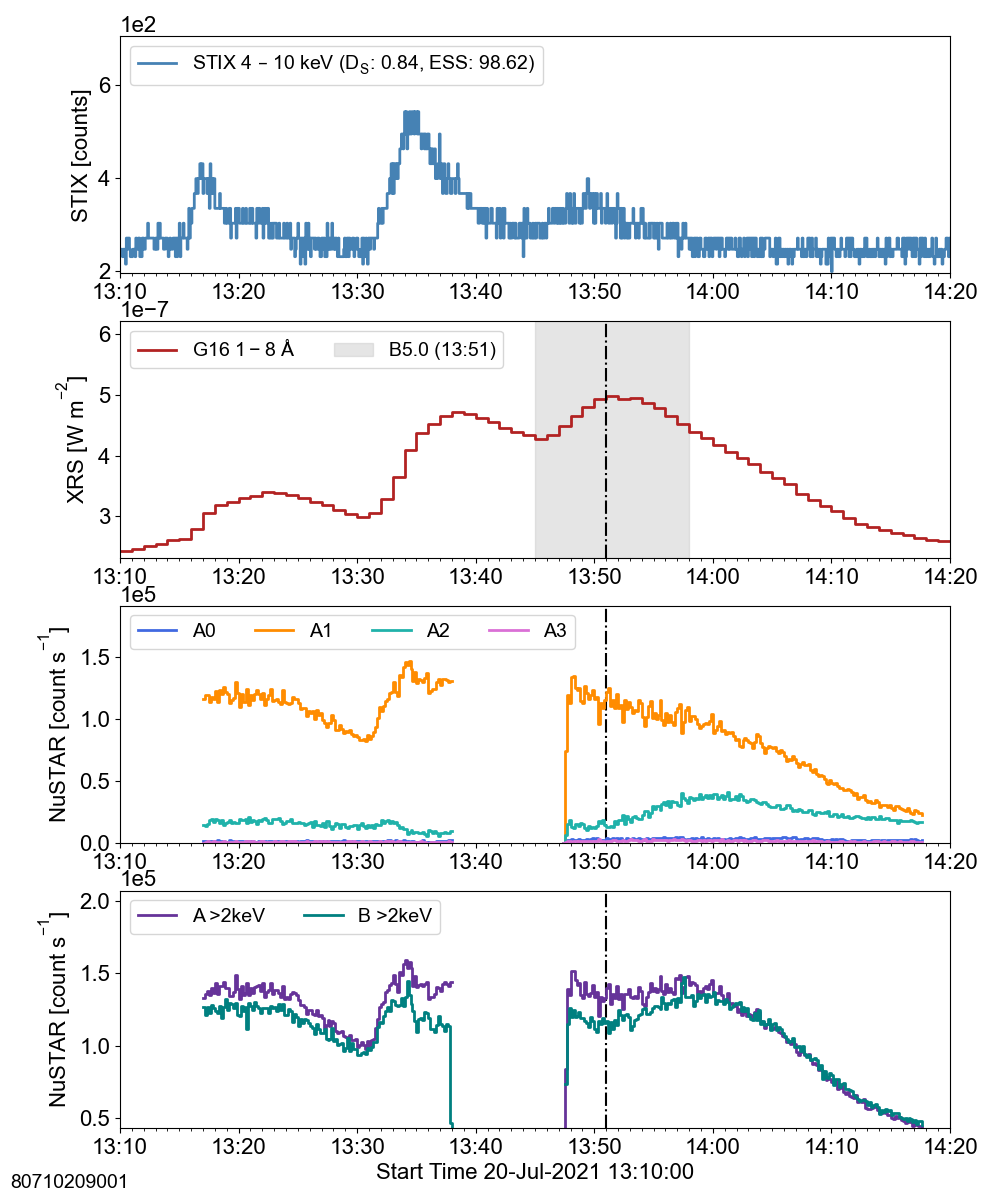 1e2
STIX 4 – 10 keV (D_S: 0.84, ESS: 98.62)
6
4
2
STIX [counts]
13:10 13:20 13:30 13:40 13:50 14:00 14:10 14:20
1e−7
G16 1 – 8 Å B5.0 (13:51)
6
5
4
3
XRS [W m⁻²]
13:10 13:20 13:30 13:40 13:50 14:00 14:10 14:20
1e5
A0 A1 A2 A3
1.5
1.0
0.5
0.0
NuSTAR [count s⁻¹]
13:10 13:20 13:30 13:40 13:50 14:00 14:10 14:20
1e5
A >2keV B >2keV
2.0
1.5
1.0
0.5
NuSTAR [count s⁻¹]
13:10 13:20 13:30 13:40 13:50 14:00 14:10 14:20
Start Time 20-Jul-2021 13:10:00
80710209001